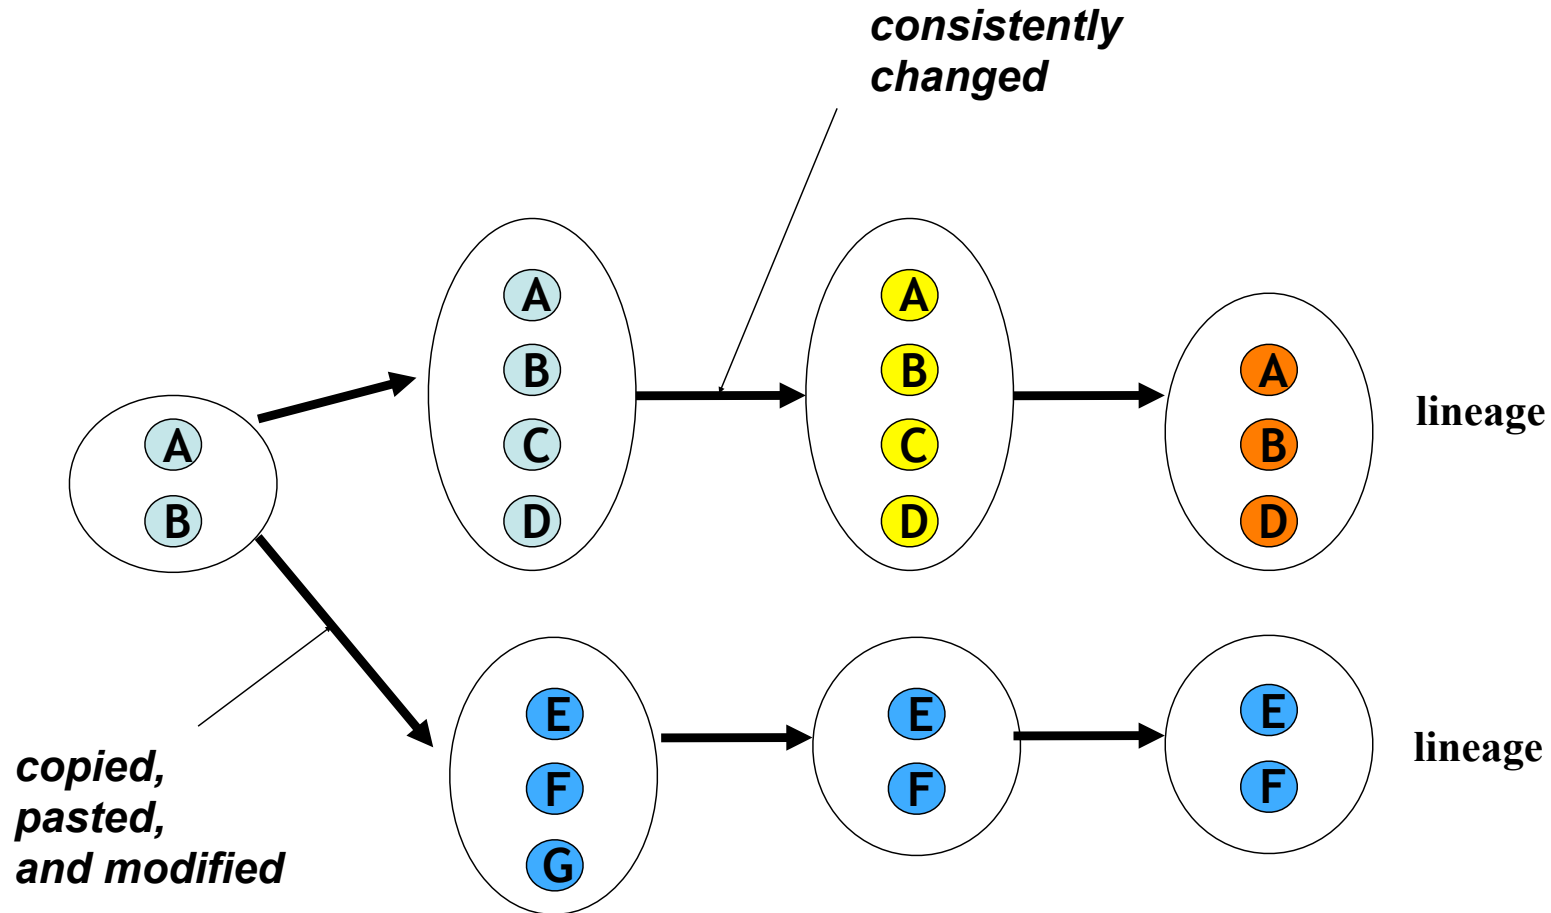 consistently
changed
A
B
A
B
C
D
A
B
C
D
A
B
D
lineage
copied,
pasted,
and modified
E
F
G
E
F
E
F
lineage